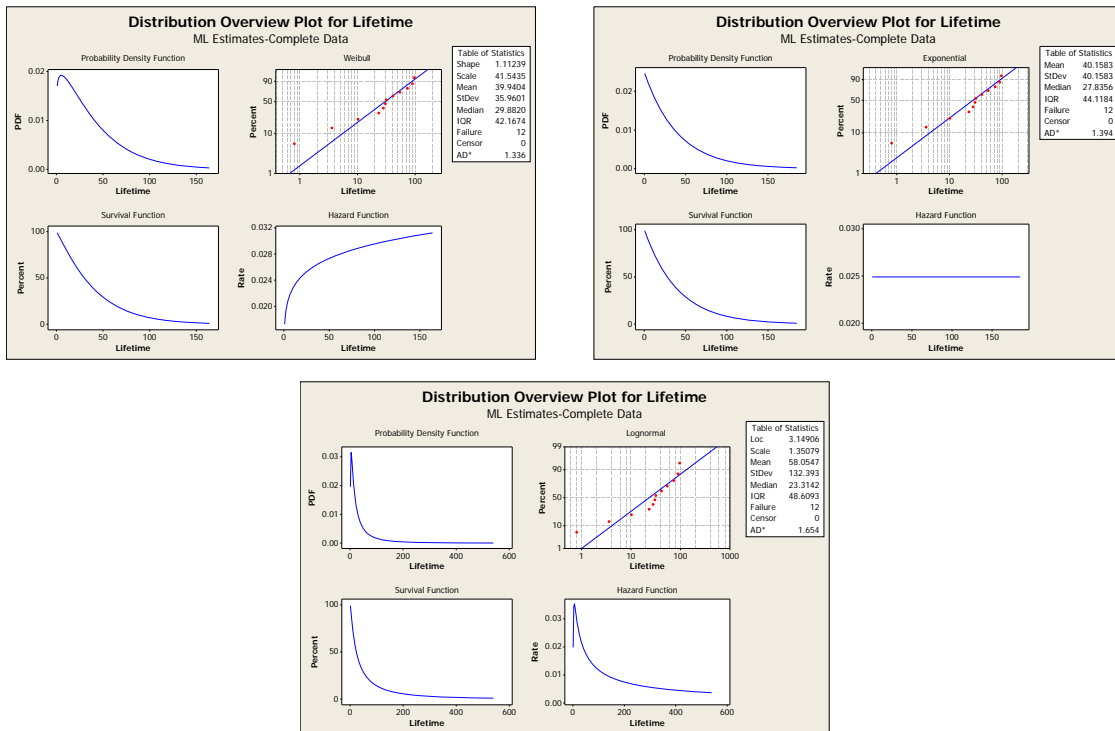 Distribution Overview Plot for Lifetime
ML Estimates-Complete Data
Probability Density Function
0.02
0.01
0.00
PDF
0 50 100 150
Lifetime
Weibull
90
50
10
1
Percent
1 10 100
Lifetime
Table of Statistics
Shape 1.11239
Scale 41.5435
Mean 39.9404
StDev 35.9601
Median 29.8820
IQR 42.1674
Failure 12
Censor 0
AD* 1.336
Survival Function
100
50
0
Percent
0 50 100 150
Lifetime
Hazard Function
0.032
0.028
0.024
0.020
Rate
0 50 100 150
Lifetime
Distribution Overview Plot for Lifetime
ML Estimates-Complete Data
Probability Density Function
0.02
0.01
0.00
PDF
0 50 100 150
Lifetime
Exponential
90
50
10
1
Percent
1 10 100
Lifetime
Table of Statistics
Mean 40.1583
StDev 40.1583
Median 27.8356
IQR 44.1184
Failure 12
Censor 0
AD* 1.394
Survival Function
100
50
0
Percent
0 50 100 150
Lifetime
Hazard Function
0.030
0.025
0.020
Rate
0 50 100 150
Lifetime
Distribution Overview Plot for Lifetime
ML Estimates-Complete Data
Probability Density Function
0.03
0.02
0.01
0.00
PDF
0 200 400 600
Lifetime
Lognormal
99
90
50
10
1
Percent
1 10 100 1000
Lifetime
Table of Statistics
Loc 3.14906
Scale 1.35079
Mean 58.0547
StDev 132.393
Median 23.3142
IQR 48.6093
Failure 12
Censor 0
AD* 1.654
Survival Function
100
50
0
Percent
0 200 400 600
Lifetime
Hazard Function
0.03
0.02
0.01
0.00
Rate
0 200 400 600
Lifetime